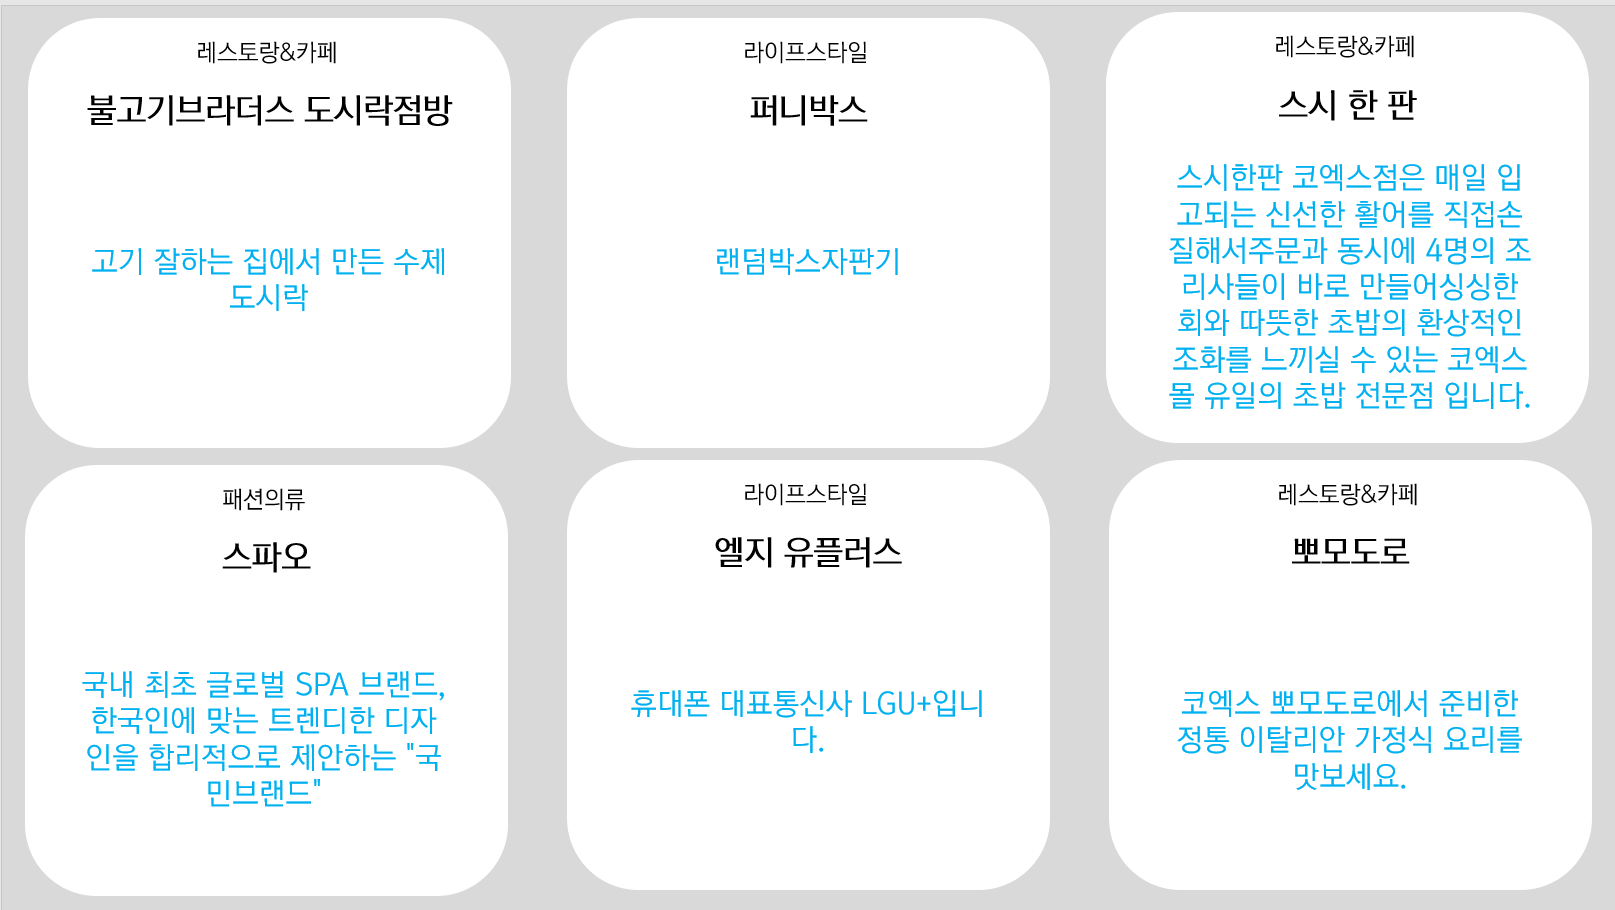 레스토랑&카페
불고기브라더스 도시락점방
고기 잘하는 집에서 만든 수제
도시락
라이프스타일
퍼니박스
랜덤박스자판기
레스토랑&카페
스시 한 판
스시한판 코엑스점은 매일 입
고되는 신선한 활어를 직접손
질해서주문과 동시에 4명의 조
리사들이 바로 만들어싱싱한
회와 따뜻한 초밥의 환상적인
조화를 느끼실 수 있는 코엑스
몰 유일의 초밥 전문점 입니다.
패션의류
스파오
국내 최초 글로벌 SPA 브랜드,
한국인에 맞는 트렌디한 디자
인을 합리적으로 제안하는 "국
민브랜드"
라이프스타일
엘지 유플러스
휴대폰 대표통신사 LGU+입니
다.
레스토랑&카페
뽀모도로
코엑스 뽀모도로에서 준비한
정통 이탈리안 가정식 요리를
맛보세요.